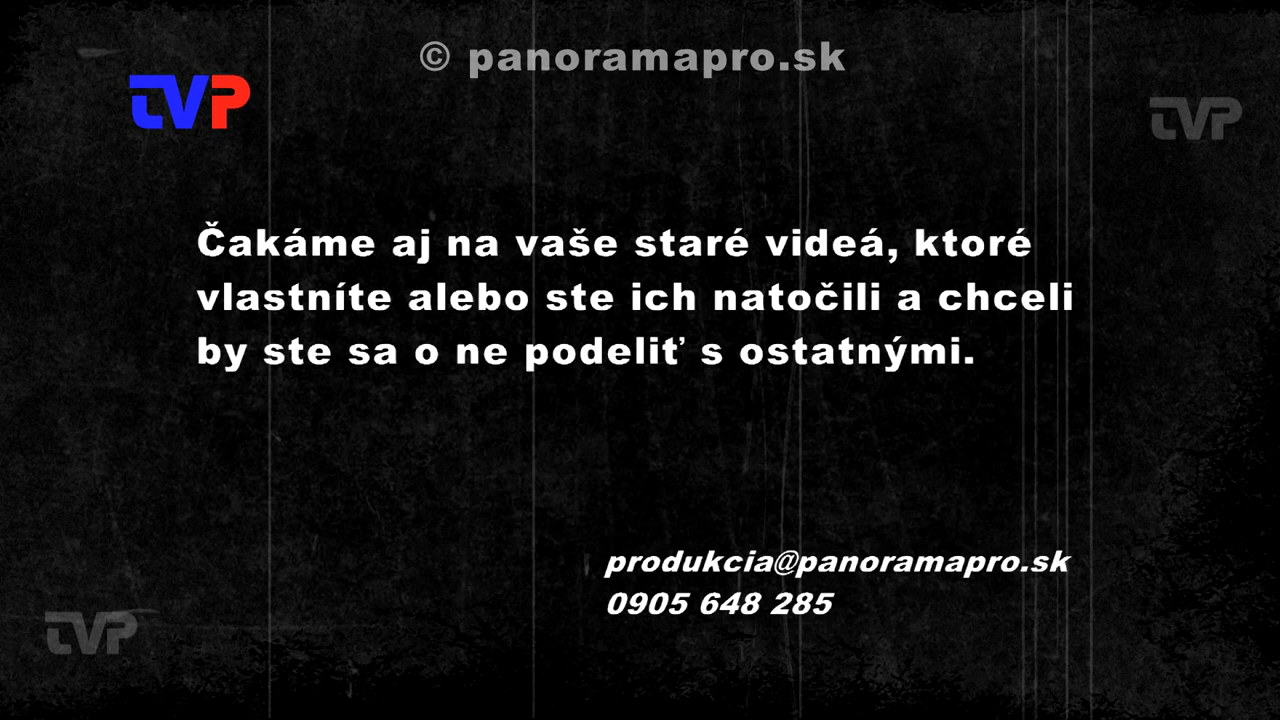 © panoramapro.sk
TVP
TVP
Čakáme aj na vaše staré videá, ktoré
vlastníte alebo ste ich natočili a chceli
by ste sa o ne podeliť s ostatnými.
produkcia@panoramapro.sk
0905 648 285
TVP